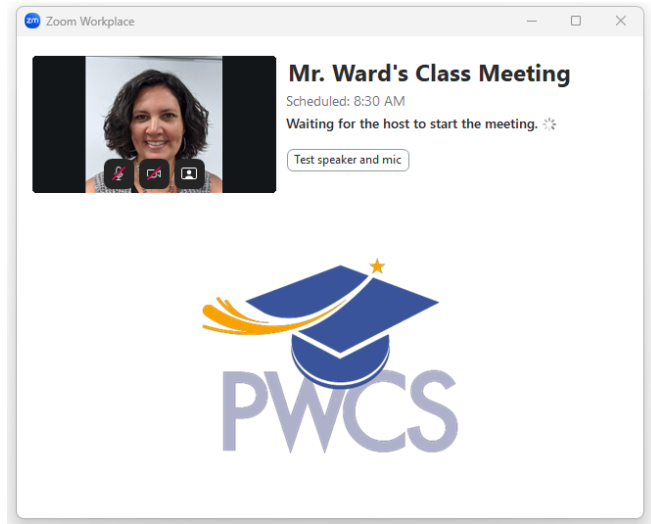 zm Zoom Workplace
Mr. Ward's Class Meeting
Scheduled: 8:30 AM
Waiting for the host to start the meeting.
Test speaker and mic
PWCS